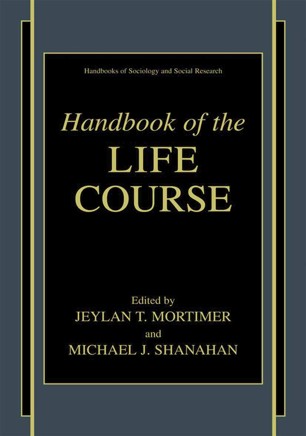 Handbooks of Sociology and Social Research
Handbook of the
LIFE
COURSE
Edited by
JEYLAN T. MORTIMER
and
MICHAEL J. SHANAHAN